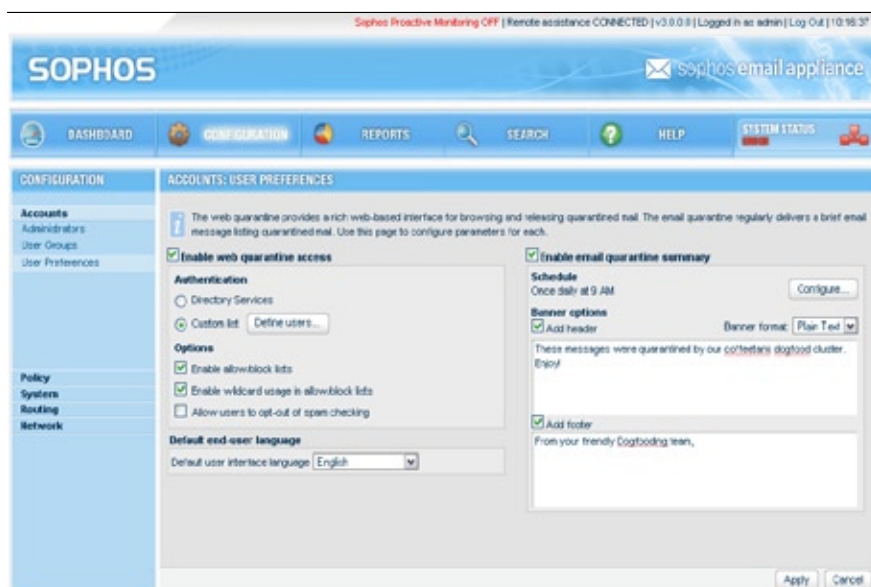 Sophos Proactive Monitoring OFF | Remote assistance CONNECTED | v3.0.0.0 | Logged in as admin | Log Out | 10:16:37
SOPHOS
sophos email appliance
DASHBOARD
CONFIGURATION
REPORTS
SEARCH
HELP
SYSTEM STATUS
CONFIGURATION
Accounts
Administrators
User Groups
User Preferences
Policy
System
Routing
Network
ACCOUNTS: USER PREFERENCES
The web quarantine provides a rich web-based interface for browsing and releasing quarantined mail. The email quarantine regularly delivers a brief email
message listing quarantined mail. Use this page to configure parameters for each.
Enable web quarantine access
Authentication
Directory Services
Custom list
Define users...
Options
Enable allow/block lists
Enable wildcard usage in allow/block lists
Allow users to opt-out of spam checking
Default end-user language
Default user interface language English
Enable email quarantine summary
Schedule
Once daily at 9 AM
Configure...
Banner options
Add header
Banner format: Plain Text
These messages were quarantined by our coffeetans dogfood cluster.
Enjoy!
Add footer
From your friendly Dogfooding team,
Apply
Cancel